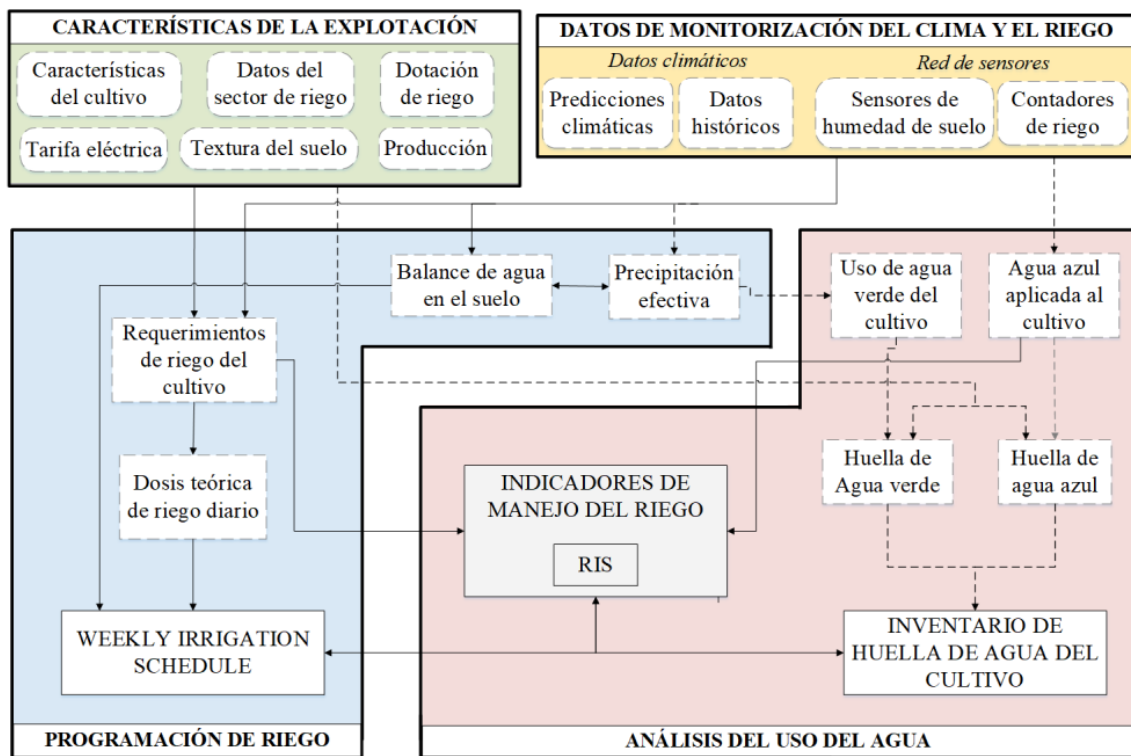 CARACTERÍSTICAS DE LA EXPLOTACIÓN
Características
del cultivo
Datos del
sector de riego
Dotación
de riego
Tarifa eléctrica
Textura del suelo
Producción
DATOS DE MONITORIZACIÓN DEL CLIMA Y EL RIEGO
Datos climáticos
Red de sensores
Predicciones
climáticas
Datos
históricos
Sensores de
humedad de suelo
Contadores
de riego
Balance de agua
en el suelo
Precipitación
efectiva
Uso de agua
verde del
cultivo
Agua azul
aplicada al
cultivo
Requerimientos
de riego del
cultivo
Dosis teórica
de riego diario
INDICADORES DE
MANEJO DEL RIEGO
RIS
Huella de
Agua verde
Huella de
agua azul
WEEKLY IRRIGATION
SCHEDULE
INVENTARIO DE
HUELLA DE AGUA DEL
CULTIVO
PROGRAMACIÓN DE RIEGO
ANÁLISIS DEL USO DEL AGUA